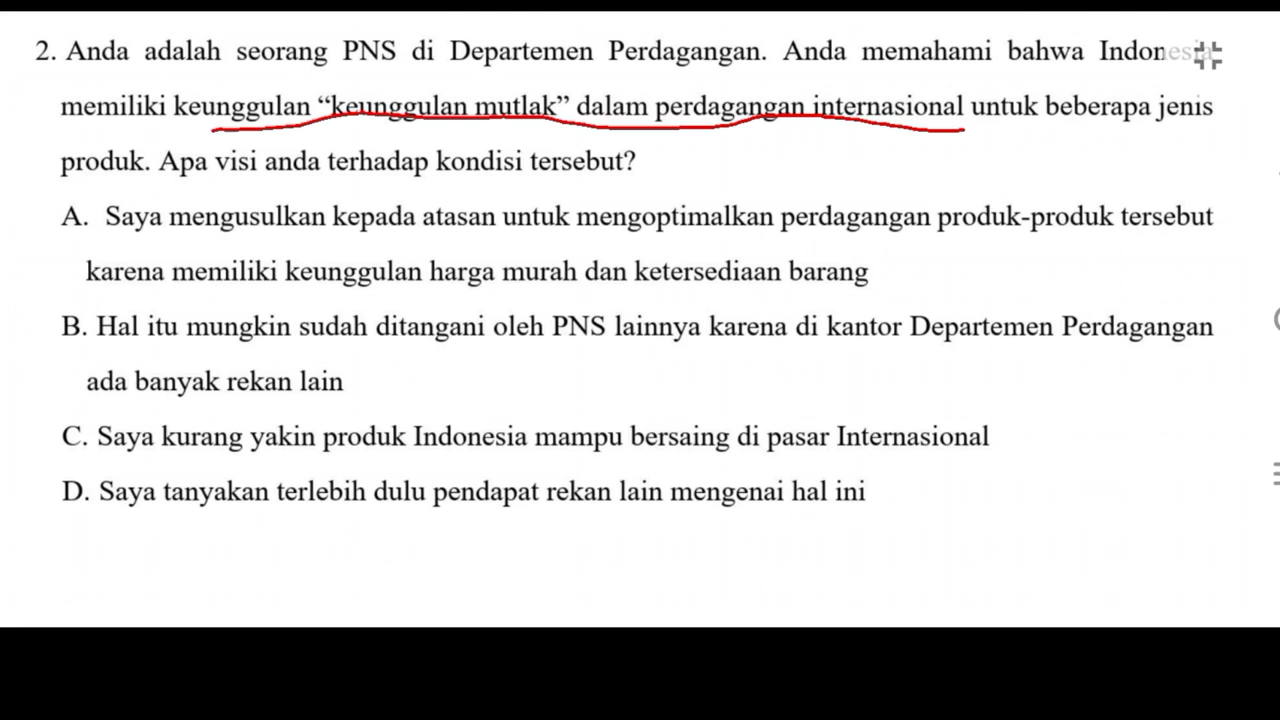 2. Anda adalah seorang PNS di Departemen Perdagangan. Anda memahami bahwa Indonesia
memiliki keunggulan “keunggulan mutlak” dalam perdagangan internasional untuk beberapa jenis
produk. Apa visi anda terhadap kondisi tersebut?
A. Saya mengusulkan kepada atasan untuk mengoptimalkan perdagangan produk-produk tersebut
karena memiliki keunggulan harga murah dan ketersediaan barang
B. Hal itu mungkin sudah ditangani oleh PNS lainnya karena di kantor Departemen Perdagangan
ada banyak rekan lain
C. Saya kurang yakin produk Indonesia mampu bersaing di pasar Internasional
D. Saya tanyakan terlebih dulu pendapat rekan lain mengenai hal ini